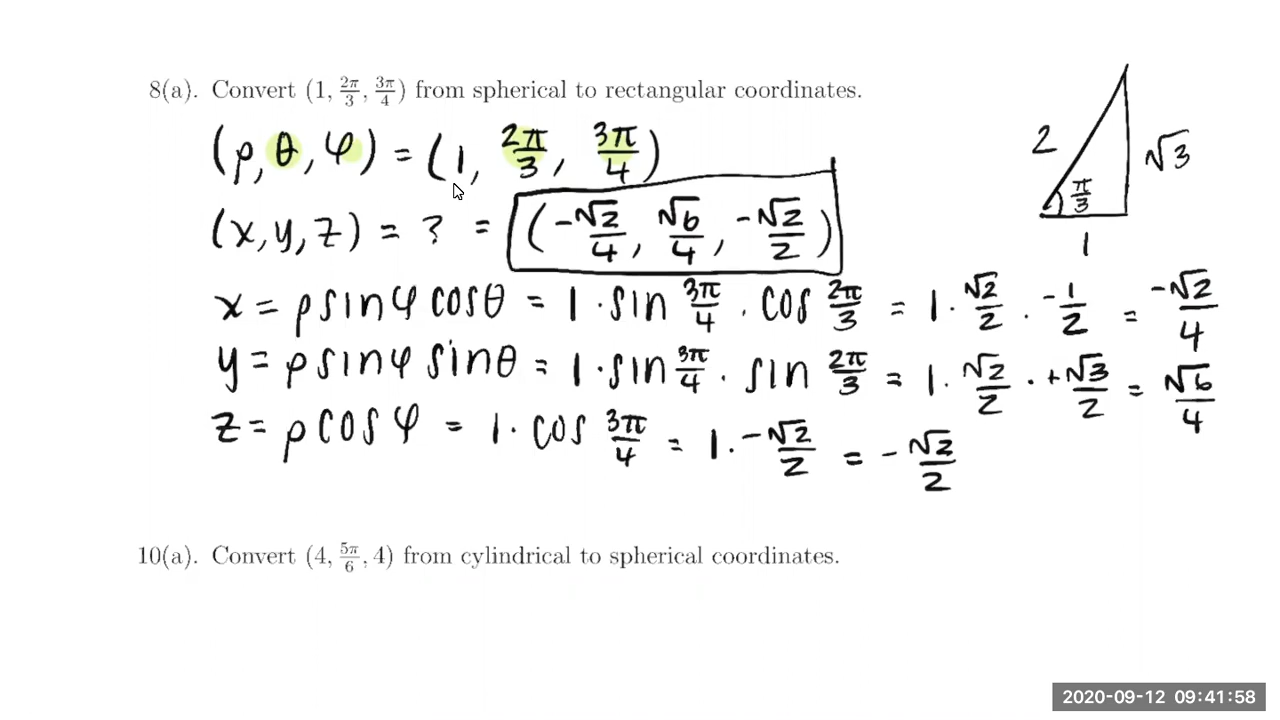 8(a). Convert (1, 2π/3, 3π/4) from spherical to rectangular coordinates.
(ρ, θ, φ) = (1, 2π/3, 3π/4)
(x, y, z) = ? = (-√2/4, √6/4, -√2/2)
x = ρ sin φ cos θ = 1 · sin 3π/4 · cos 2π/3 = 1 · √2/2 · -1/2 = -√2/4
y = ρ sin φ sin θ = 1 · sin 3π/4 · sin 2π/3 = 1 · √2/2 · +√3/2 = √6/4
z = ρ cos φ = 1 · cos 3π/4 = 1 · -√2/2 = -√2/2
2
√3
π/3
1
10(a). Convert (4, 5π/6, 4) from cylindrical to spherical coordinates.
2020-09-12 09:41:58